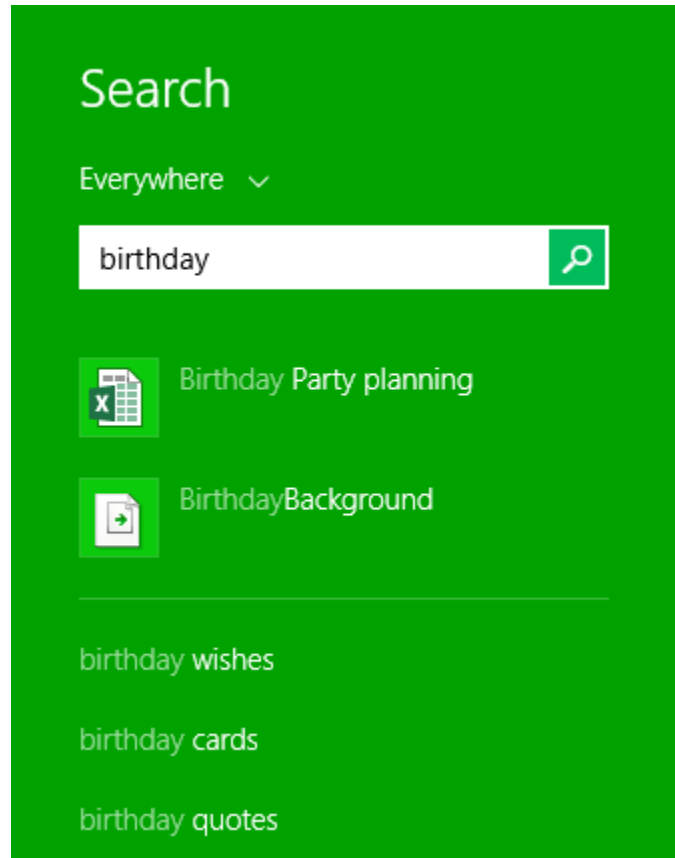 Search
Everywhere
birthday
X
Birthday Party planning
BirthdayBackground
birthday wishes
birthday cards
birthday quotes